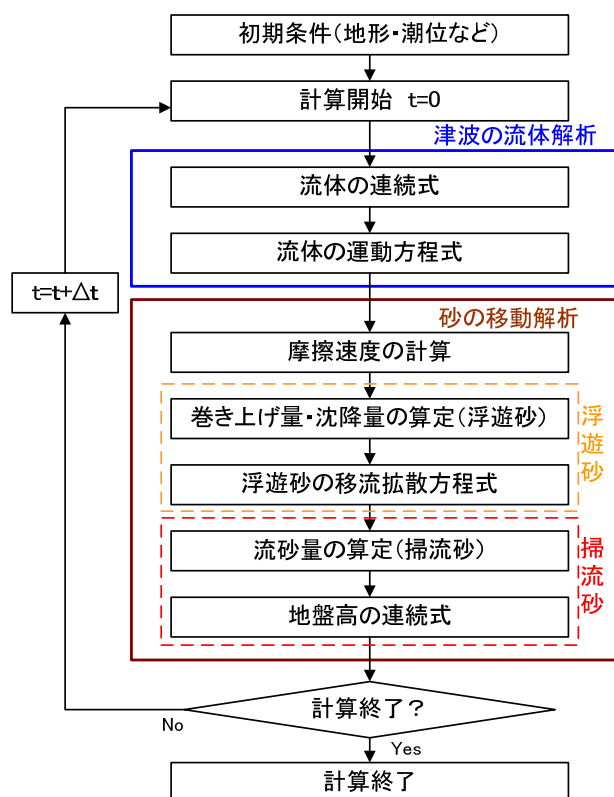 初期条件(地形・潮位など)
計算開始 t=0
津波の流体解析
流体の連続式
流体の運動方程式
t=t+△t
砂の移動解析
摩擦速度の計算
巻き上げ量・沈降量の算定(浮遊砂)
浮遊砂の移流拡散方程式
浮遊砂
流砂量の算定(掃流砂)
地盤高の連続式
掃流砂
計算終了？
No
Yes
計算終了